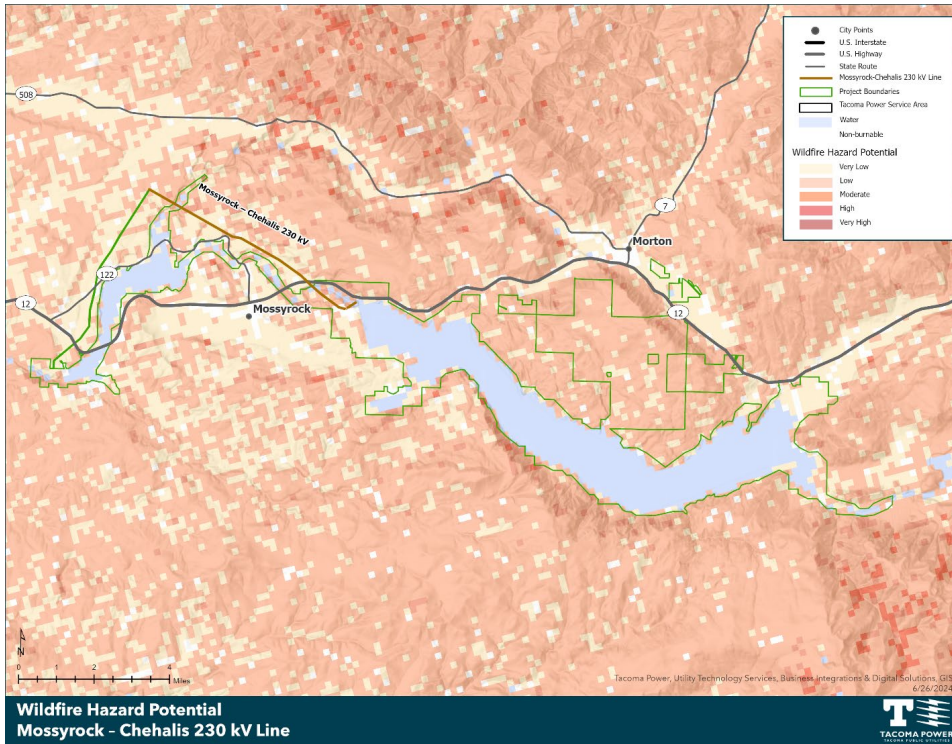 City Points
U.S. Interstate
U.S. Highway
State Route
Mossyrock-Chehalis 230 kV Line
Project Boundaries
Tacoma Power Service Area
Water
Non-burnable
Wildfire Hazard Potential
Very Low
Low
Moderate
High
Very High
508
Mossyrock - Chehalis 230 kV
7
Morton
122
12
Mossyrock
12
N
0 2 4
Miles
Tacoma Power, Utility Technology Services, Business Integrations & Digital Solutions, GIS
6/26/2024
Wildfire Hazard Potential
Mossyrock - Chehalis 230 kV Line
TACOMA POWER
TACOMA PUBLIC UTILITIES